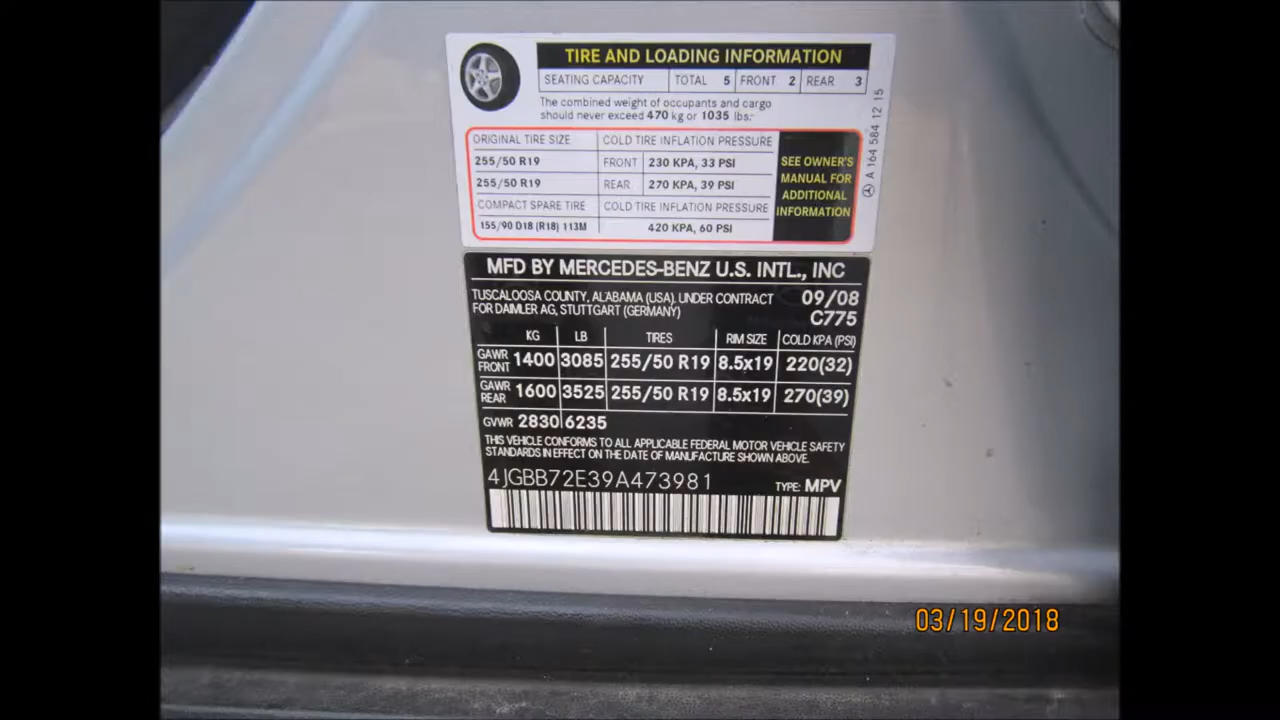 TIRE AND LOADING INFORMATION
SEATING CAPACITY TOTAL 5 FRONT 2 REAR 3
The combined weight of occupants and cargo
should never exceed 470 kg or 1035 lbs.
ORIGINAL TIRE SIZE COLD TIRE INFLATION PRESSURE
255/50 R19 FRONT 230 KPA, 33 PSI
255/50 R19 REAR 270 KPA, 39 PSI
COMPACT SPARE TIRE COLD TIRE INFLATION PRESSURE
155/90 D18 (R18) 113M 420 KPA, 60 PSI
SEE OWNER'S
MANUAL FOR
ADDITIONAL
INFORMATION
A 164 584 12 15
MFD BY MERCEDES-BENZ U.S. INTL., INC
TUSCALOOSA COUNTY, ALABAMA (USA), UNDER CONTRACT 09/08
FOR DAIMLER AG, STUTTGART (GERMANY) C775
KG LB TIRES RIM SIZE COLD KPA (PSI)
GAWR FRONT 1400 3085 255/50 R19 8.5x19 220(32)
GAWR REAR 1600 3525 255/50 R19 8.5x19 270(39)
GVWR 2830 6235
THIS VEHICLE CONFORMS TO ALL APPLICABLE FEDERAL MOTOR VEHICLE SAFETY
STANDARDS IN EFFECT ON THE DATE OF MANUFACTURE SHOWN ABOVE.
4JGBB72E39A473981 TYPE: MPV
03/19/2018